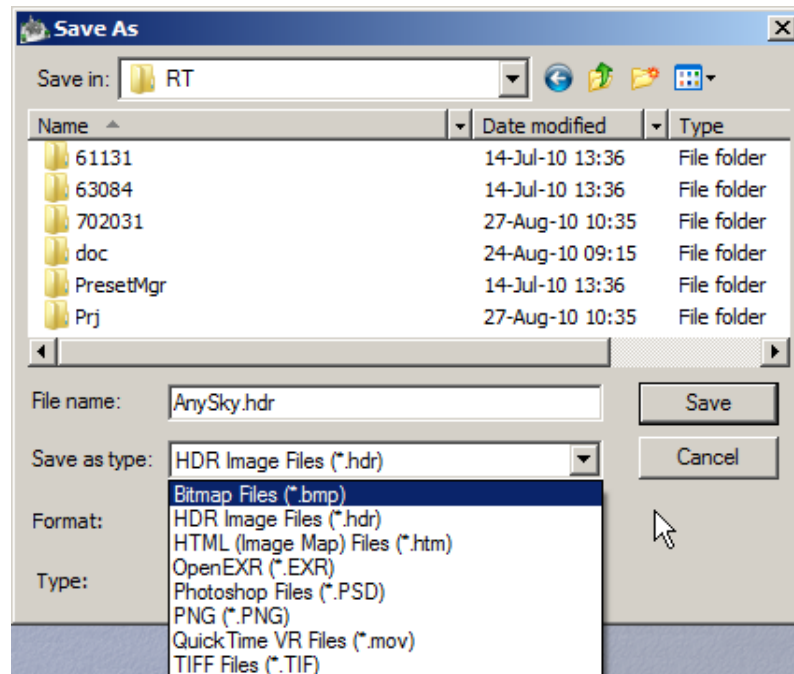 Save As
Save in: RT
Name Date modified Type
61131 14-Jul-10 13:36 File folder
63084 14-Jul-10 13:36 File folder
702031 27-Aug-10 10:35 File folder
doc 24-Aug-10 09:15 File folder
PresetMgr 14-Jul-10 13:36 File folder
Prj 27-Aug-10 10:35 File folder
File name: AnySky.hdr Save
Save as type: HDR Image Files (*.hdr) Cancel
Bitmap Files (*.bmp)
Format: HDR Image Files (*.hdr)
HTML (Image Map) Files (*.htm)
OpenEXR (*.EXR)
Type: Photoshop Files (*.PSD)
PNG (*.PNG)
QuickTime VR Files (*.mov)
TIFF Files (*.TIF)